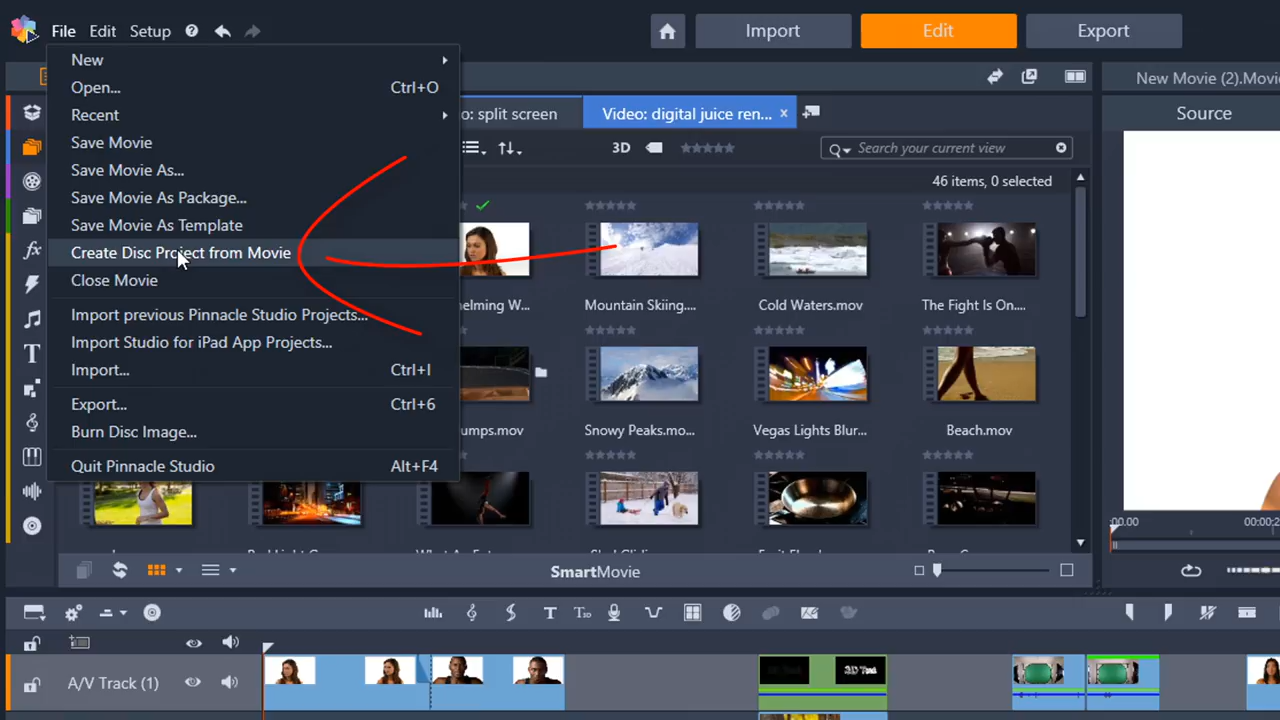 File Edit Setup ?
Import
Edit
Export
New
Open... Ctrl+O
Recent
Save Movie
Save Movie As...
Save Movie As Package...
Save Movie As Template
Create Disc Project from Movie
Close Movie
Import previous Pinnacle Studio Projects...
Import Studio for iPad App Projects...
Import... Ctrl+I
Export... Ctrl+6
Burn Disc Image...
Quit Pinnacle Studio Alt+F4
o: split screen
Video: digital juice ren... ×
3D
Search your current view
46 items, 0 selected
New Movie (2).Movi
Source
helming W...
Mountain Skiing....
Cold Waters.mov
The Fight Is On....
umps.mov
Snowy Peaks.mo...
Vegas Lights Blur...
Beach.mov
:00.00
00:00:2
SmartMovie
A/V Track (1)